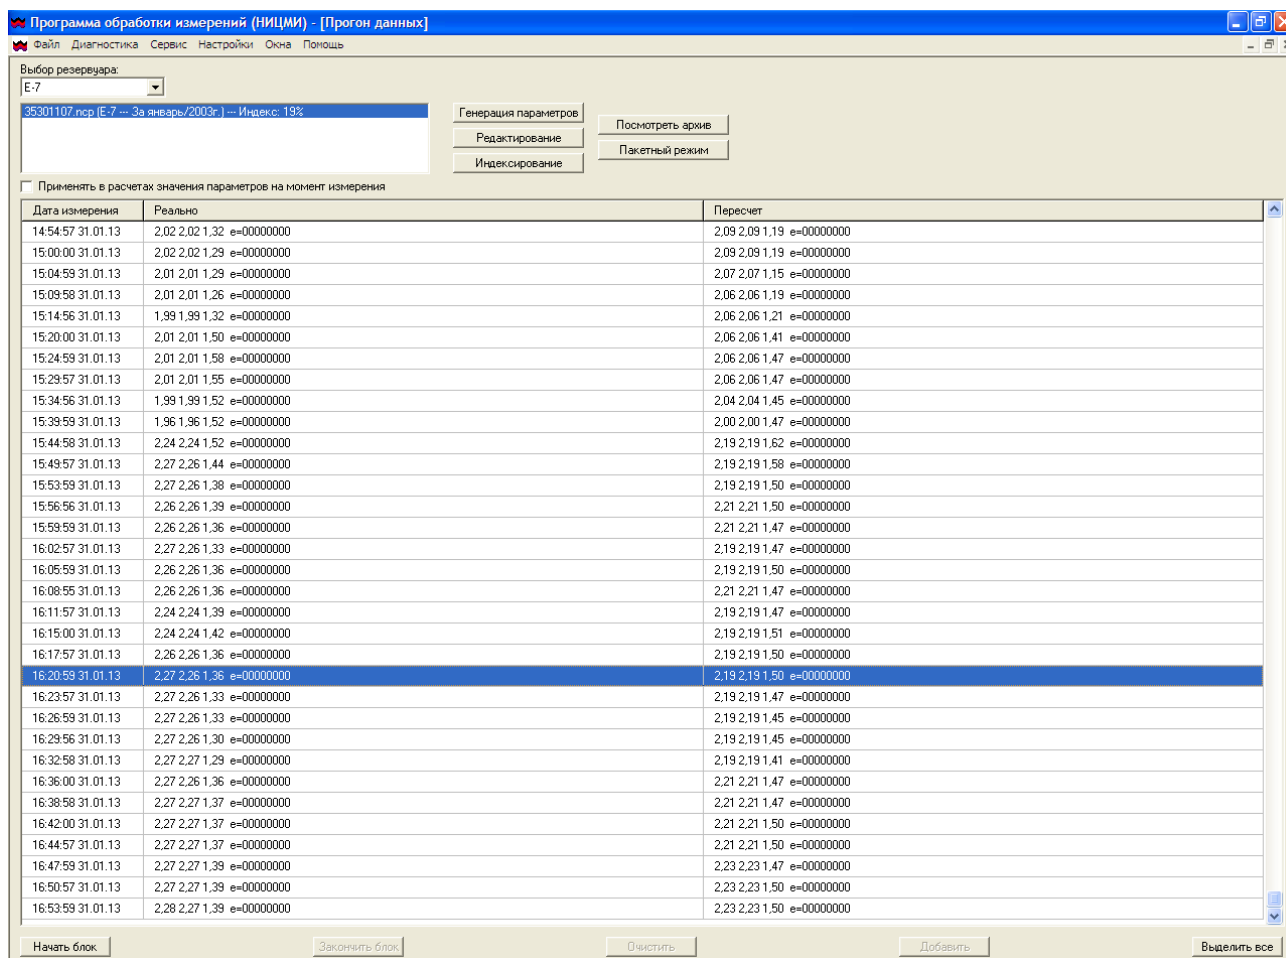 Программа обработки измерений (НИЦМИ) - [Прогон данных]
Файл Диагностика Сервис Настройки Окна Помощь
Выбор резервуара:
E-7
35301107.ncp (E-7 --- За январь/2003г.) --- Индекс: 19%
Генерация параметров
Посмотреть архив
Редактирование
Пакетный режим
Индексирование
Применять в расчетах значения параметров на момент измерения
Дата измерения Реально Пересчет
14:54:57 31.01.13 2,02 2,02 1,32 e=00000000 2,09 2,09 1,19 e=00000000
15:00:00 31.01.13 2,02 2,02 1,29 e=00000000 2,09 2,09 1,19 e=00000000
15:04:59 31.01.13 2,01 2,01 1,29 e=00000000 2,07 2,07 1,15 e=00000000
15:09:58 31.01.13 2,01 2,01 1,26 e=00000000 2,06 2,06 1,19 e=00000000
15:14:56 31.01.13 1,99 1,99 1,32 e=00000000 2,06 2,06 1,21 e=00000000
15:20:00 31.01.13 2,01 2,01 1,50 e=00000000 2,06 2,06 1,41 e=00000000
15:24:59 31.01.13 2,01 2,01 1,58 e=00000000 2,06 2,06 1,47 e=00000000
15:29:57 31.01.13 2,01 2,01 1,55 e=00000000 2,06 2,06 1,47 e=00000000
15:34:56 31.01.13 1,99 1,99 1,52 e=00000000 2,04 2,04 1,45 e=00000000
15:39:59 31.01.13 1,96 1,96 1,52 e=00000000 2,00 2,00 1,47 e=00000000
15:44:58 31.01.13 2,24 2,24 1,52 e=00000000 2,19 2,19 1,62 e=00000000
15:49:57 31.01.13 2,27 2,26 1,44 e=00000000 2,19 2,19 1,58 e=00000000
15:53:59 31.01.13 2,27 2,26 1,38 e=00000000 2,19 2,19 1,50 e=00000000
15:56:56 31.01.13 2,26 2,26 1,39 e=00000000 2,21 2,21 1,50 e=00000000
15:59:59 31.01.13 2,26 2,26 1,36 e=00000000 2,21 2,21 1,47 e=00000000
16:02:57 31.01.13 2,27 2,26 1,33 e=00000000 2,19 2,19 1,47 e=00000000
16:05:59 31.01.13 2,26 2,26 1,36 e=00000000 2,19 2,19 1,50 e=00000000
16:08:55 31.01.13 2,26 2,26 1,36 e=00000000 2,21 2,21 1,47 e=00000000
16:11:57 31.01.13 2,24 2,24 1,39 e=00000000 2,19 2,19 1,47 e=00000000
16:15:00 31.01.13 2,24 2,24 1,42 e=00000000 2,19 2,19 1,51 e=00000000
16:17:57 31.01.13 2,26 2,26 1,36 e=00000000 2,19 2,19 1,50 e=00000000
16:20:59 31.01.13 2,27 2,26 1,36 e=00000000 2,19 2,19 1,50 e=00000000
16:23:57 31.01.13 2,27 2,26 1,33 e=00000000 2,19 2,19 1,47 e=00000000
16:26:59 31.01.13 2,27 2,26 1,33 e=00000000 2,19 2,19 1,45 e=00000000
16:29:56 31.01.13 2,27 2,26 1,30 e=00000000 2,19 2,19 1,45 e=00000000
16:32:58 31.01.13 2,27 2,27 1,29 e=00000000 2,19 2,19 1,41 e=00000000
16:36:00 31.01.13 2,27 2,26 1,36 e=00000000 2,21 2,21 1,47 e=00000000
16:38:58 31.01.13 2,27 2,27 1,37 e=00000000 2,21 2,21 1,47 e=00000000
16:42:00 31.01.13 2,27 2,27 1,37 e=00000000 2,21 2,21 1,50 e=00000000
16:44:57 31.01.13 2,27 2,27 1,37 e=00000000 2,21 2,21 1,50 e=00000000
16:47:59 31.01.13 2,27 2,27 1,39 e=00000000 2,23 2,23 1,47 e=00000000
16:50:57 31.01.13 2,27 2,27 1,39 e=00000000 2,23 2,23 1,50 e=00000000
16:53:59 31.01.13 2,28 2,27 1,39 e=00000000 2,23 2,23 1,50 e=00000000
Начать блок Закончить блок Очистить Добавить Выделить все